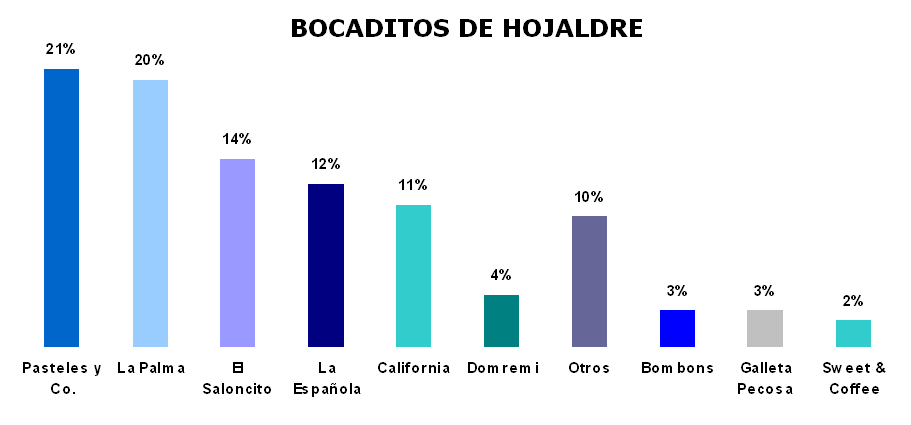 BOCADITOS DE HOJALDRE
21%
20%
14%
12%
11%
4%
10%
3%
3%
2%
Pasteles y
Co.
La Palma
El
Saloncito
La
Española
California
Domremi
Otros
Bombons
Galleta
Pecosa
Sweet &
Coffee